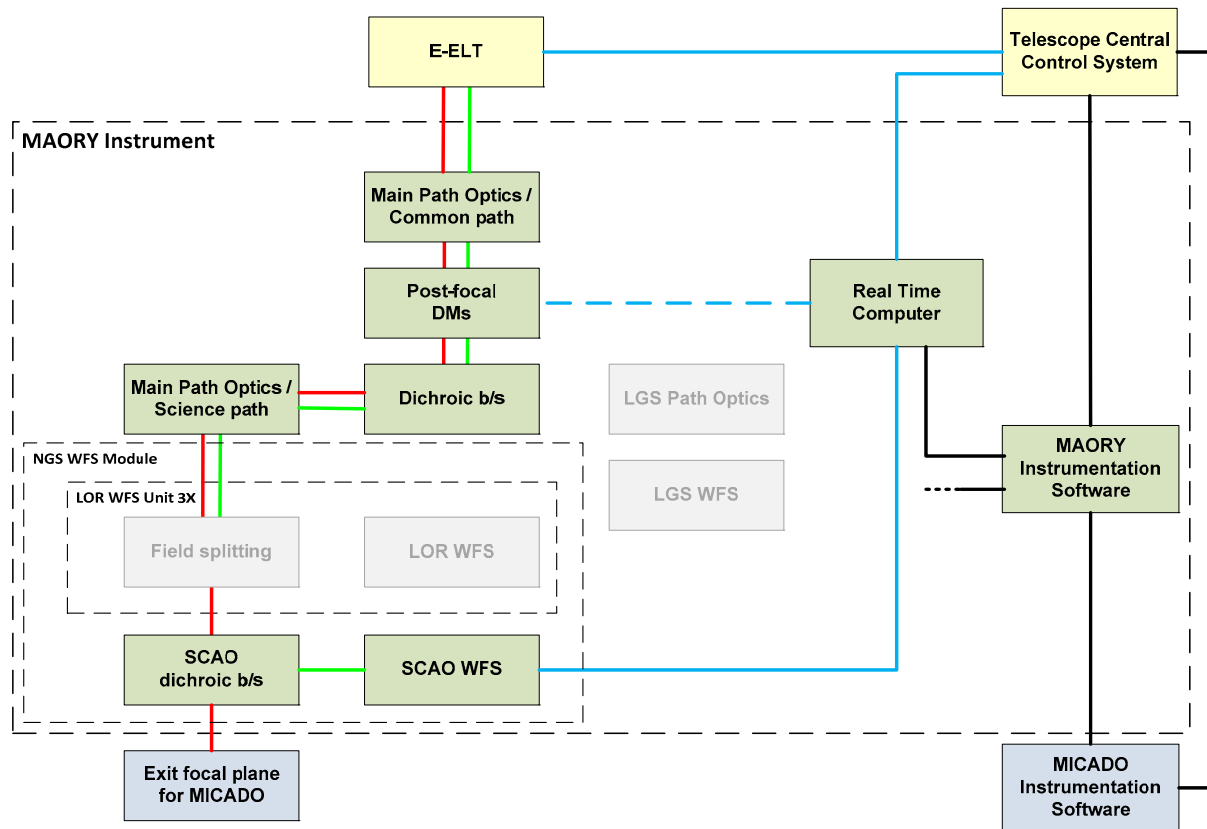 E-ELT
Telescope Central
Control System
MAORY Instrument
Main Path Optics /
Common path
Post-focal
DMs
Real Time
Computer
Main Path Optics /
Science path
Dichroic b/s
LGS Path Optics
NGS WFS Module
MAORY
Instrumentation
Software
LGS WFS
LOR WFS Unit 3X
Field splitting
LOR WFS
SCAO
dichroic b/s
SCAO WFS
Exit focal plane
for MICADO
MICADO
Instrumentation
Software